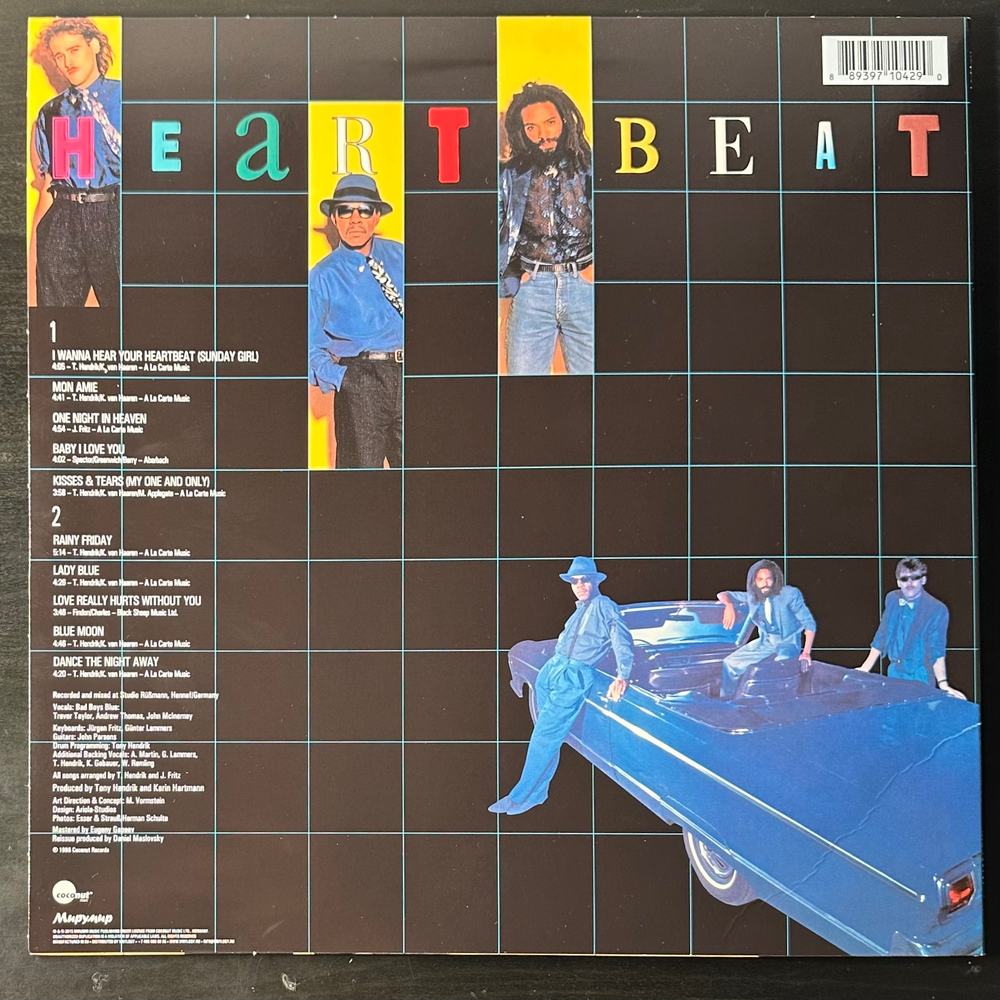 HEaRT BEAT
8 89397 10429 0
1
I WANNA HEAR YOUR HEARTBEAT (SUNDAY GIRL)
4:05 – T. Hendrik/K. van Haaren – A La Carte Music
MON AMIE
4:41 – T. Hendrik/K. van Haaren – A La Carte Music
ONE NIGHT IN HEAVEN
4:54 – J. Fritz – A La Carte Music
BABY I LOVE YOU
4:02 – Spector/Greenwich/Berry – Aberbach
KISSES & TEARS (MY ONE AND ONLY)
3:58 – T. Hendrik/K. van Haaren/M. Applegate – A La Carte Music
2
RAINY FRIDAY
5:14 – T. Hendrik/K. van Haaren – A La Carte Music
LADY BLUE
4:28 – T. Hendrik/K. van Haaren – A La Carte Music
LOVE REALLY HURTS WITHOUT YOU
3:48 – Findon/Charles – Black Sheep Music Ltd.
BLUE MOON
4:46 – T. Hendrik/K. van Haaren – A La Carte Music
DANCE THE NIGHT AWAY
4:20 – T. Hendrik/K. van Haaren – A La Carte Music
Recorded and mixed at Studio Rüßmann, Hennef/Germany
Vocals: Bad Boys Blue:
Trevor Taylor, Andrew Thomas, John McInerney
Keyboards: Jürgen Fritz, Günter Lammers
Guitars: John Parsons
Drum Programming: Tony Hendrik
Additional Backing Vocals: A. Martin, G. Lammers,
T. Hendrik, K. Gebauer, W. Remling
All songs arranged by T. Hendrik and J. Fritz
Produced by Tony Hendrik and Karin Hartmann
Art Direction & Concept: M. Vormstein
Design: Ariola-Studios
Photos: Esser & Strauß/Herman Schulte
Mastered by Eugeny Gapeev
Reissue produced by Daniel Maslovsky
© 1986 Coconut Records
coconut
Мирумир